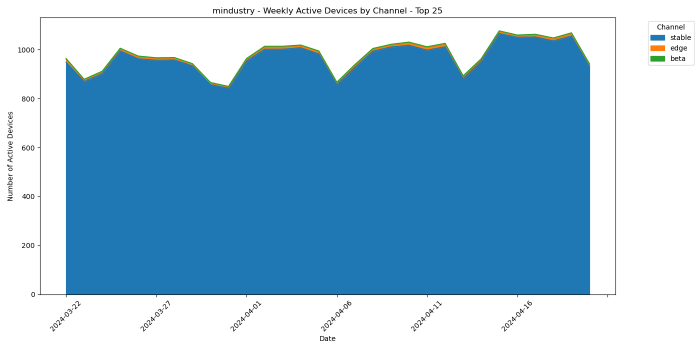 mindustry - Weekly Active Devices by Channel - Top 25
Channel
stable
edge
beta
Number of Active Devices
1000
800
600
400
200
0
2024-03-22
2024-03-27
2024-04-01
2024-04-06
2024-04-11
2024-04-16
Date